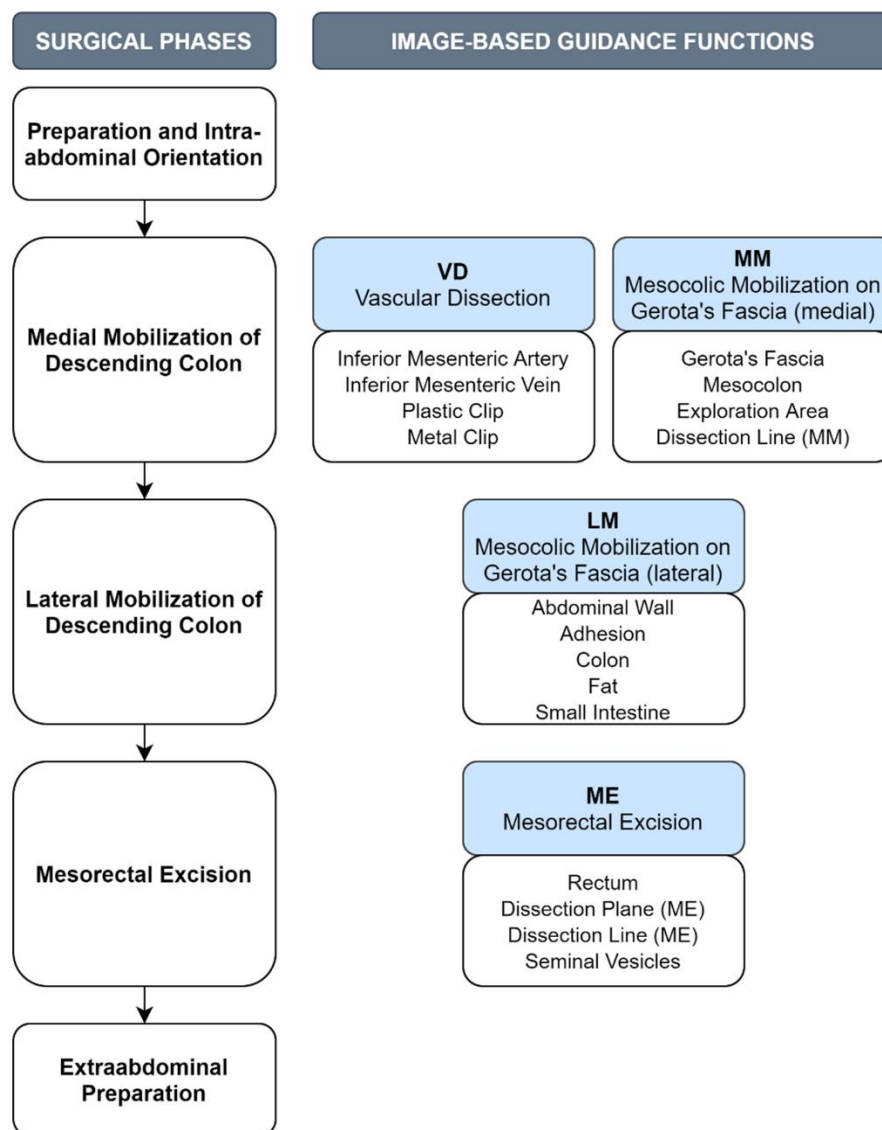 SURGICAL PHASES
IMAGE-BASED GUIDANCE FUNCTIONS
Preparation and Intra-
abdominal Orientation
Medial Mobilization of
Descending Colon
VD
Vascular Dissection
Inferior Mesenteric Artery
Inferior Mesenteric Vein
Plastic Clip
Metal Clip
MM
Mesocolic Mobilization on
Gerota's Fascia (medial)
Gerota's Fascia
Mesocolon
Exploration Area
Dissection Line (MM)
Lateral Mobilization of
Descending Colon
LM
Mesocolic Mobilization on
Gerota's Fascia (lateral)
Abdominal Wall
Adhesion
Colon
Fat
Small Intestine
Mesorectal Excision
ME
Mesorectal Excision
Rectum
Dissection Plane (ME)
Dissection Line (ME)
Seminal Vesicles
Extraabdominal
Preparation